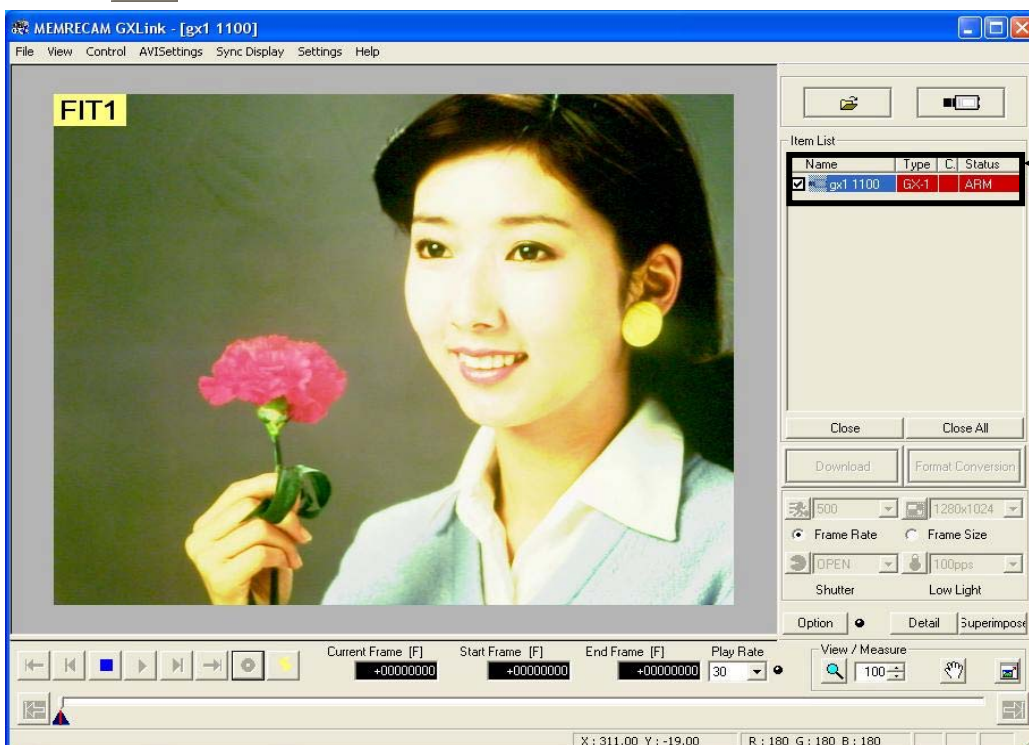 MEMRECAM GXLink - [gx1 1100]
File View Control AVISettings Sync Display Settings Help
FIT1
Item List
Name Type C. Status
gx1 1100 GX-1 ARM
Close Close All
Download Format Conversion
500 1280x1024
Frame Rate Frame Size
OPEN 100pps
Shutter Low Light
Option Detail Superimpose
Current Frame [F] Start Frame [F] End Frame [F] Play Rate View / Measure
+00000000 +00000000 +00000000 30 100
X : 311.00 Y : -19.00 R : 180 G : 180 B : 180